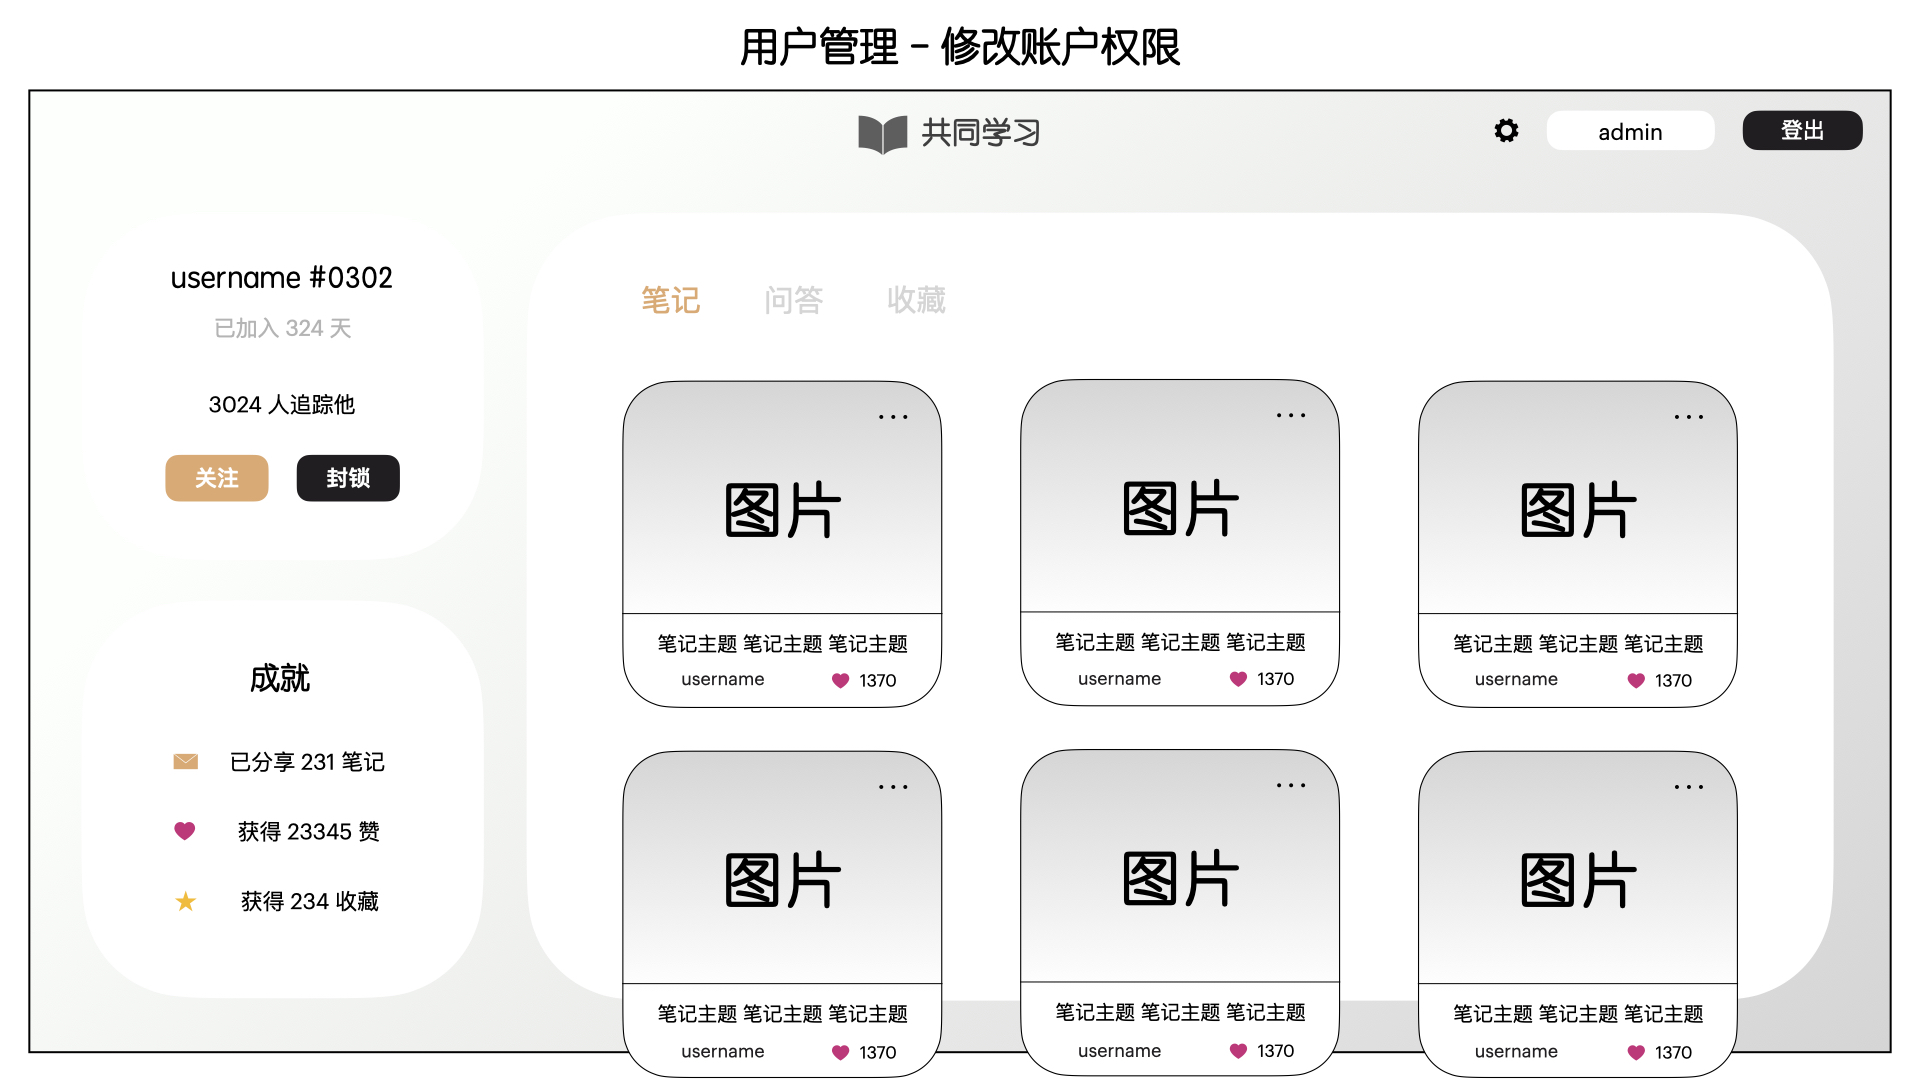 用户管理 - 修改账户权限
共同学习
admin
登出
username #0302
已加入 324 天
3024 人追踪他
关注
封锁
成就
已分享 231 笔记
获得 23345 赞
获得 234 收藏
笔记
问答
收藏
...
图片
笔记主题 笔记主题 笔记主题
username
1370
...
图片
笔记主题 笔记主题 笔记主题
username
1370
...
图片
笔记主题 笔记主题 笔记主题
username
1370
...
图片
笔记主题 笔记主题 笔记主题
username
1370
...
图片
笔记主题 笔记主题 笔记主题
username
1370
...
图片
笔记主题 笔记主题 笔记主题
username
1370